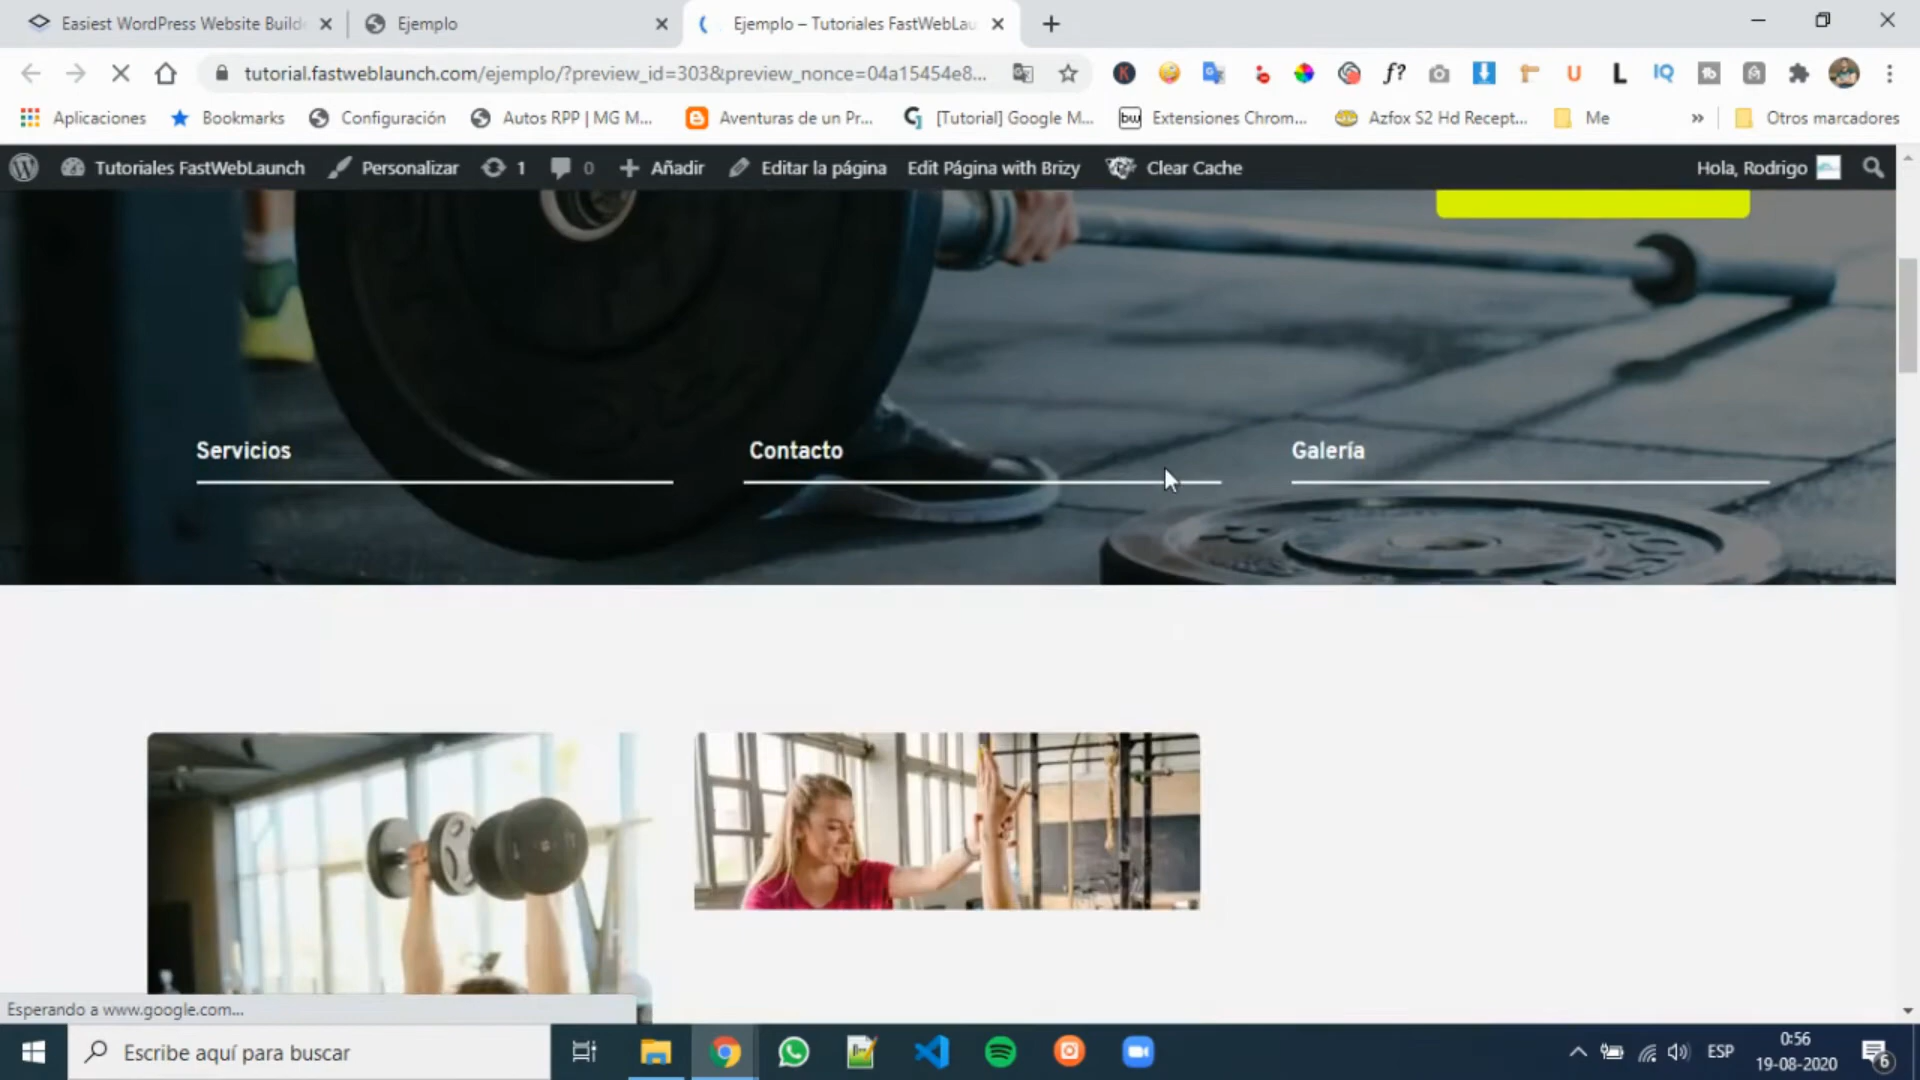 Easiest WordPress Website Builde
Ejemplo
Ejemplo – Tutoriales FastWebLau
tutorial.fastweblaunch.com/ejemplo/?preview_id=303&preview_nonce=04a15454e8...
Aplicaciones
Bookmarks
Configuración
Autos RPP | MG M...
Aventuras de un Pr...
[Tutorial] Google M...
Extensiones Chrom...
Azfox S2 Hd Recept...
Me
»
Otros marcadores
Tutoriales FastWebLaunch
Personalizar
1
0
Añadir
Editar la página
Edit Página with Brizy
Clear Cache
Hola, Rodrigo
Servicios
Contacto
Galería
Esperando a www.google.com...
Escribe aquí para buscar
ESP
0:56
19-08-2020
6